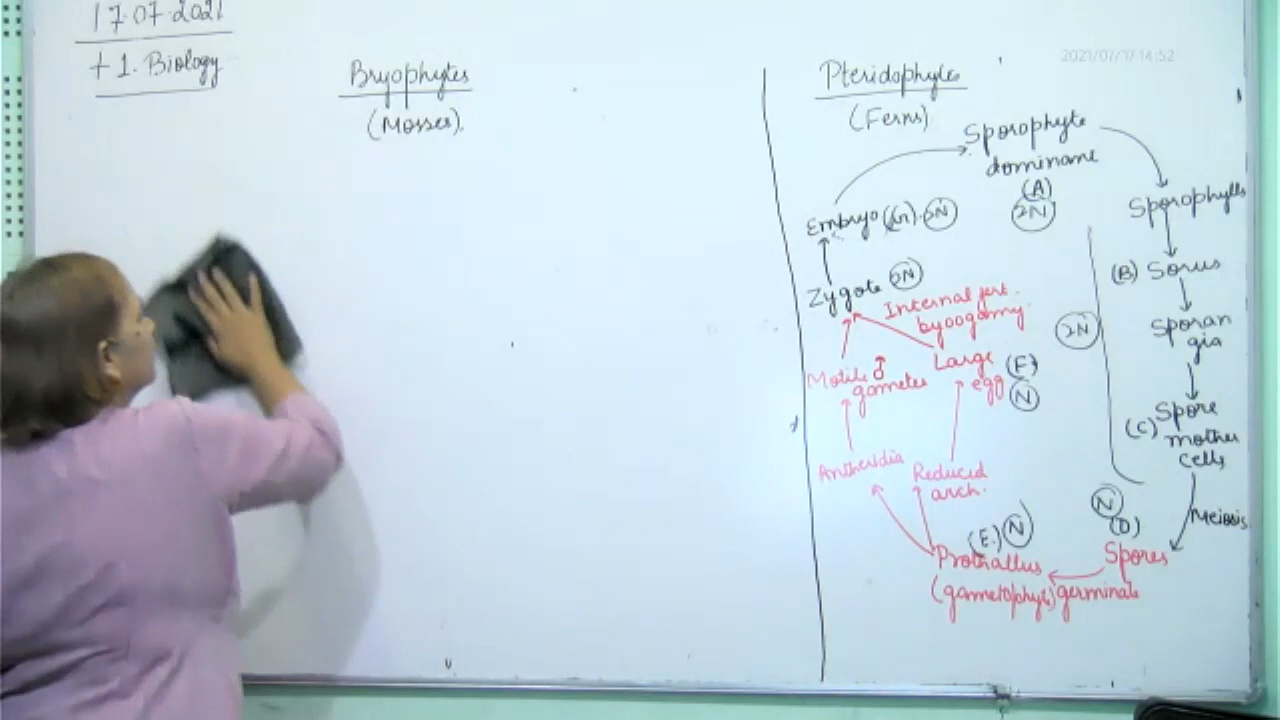 17.07.2021
+1. Biology
Bryophytes
(Mosses).
Pteridophytes
(Ferns)
2021/07/17 14:52
Sporophyte
dominant
(A)
2N
Sporophylls
(B) Sorus
Sporan
gia
2N
(C) Spore
mother
cells
Meiosis
N
(D)
Spores
germinate
(E.) N
Prothallus
(gametophyte)
Antheridia
Reduced
arch.
Motile ♂
gametes
Large
egg
(F)
N
Internal fert.
by oogamy.
Zygote 2N
Embryo (G). 2N